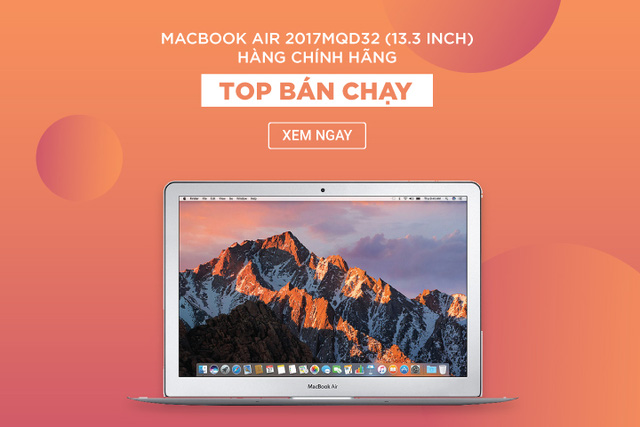 MACBOOK AIR 2017MQD32 (13.3 INCH)
HÀNG CHÍNH HÃNG
TOP BÁN CHẠY
XEM NGAY
MacBook Air